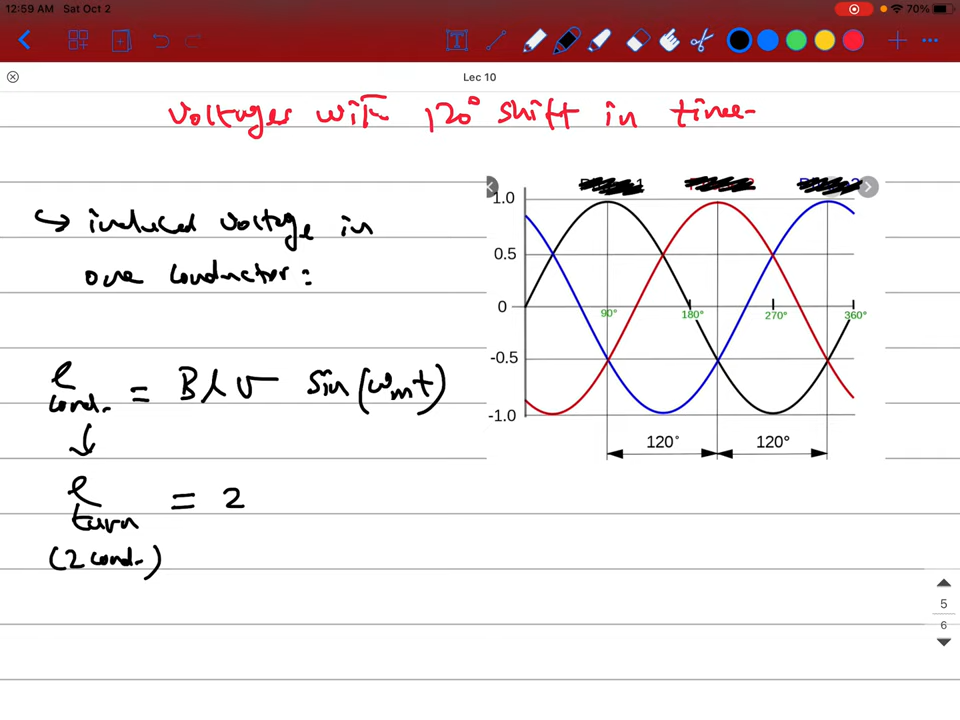 12:59 AM Sat Oct 2
70%
Lec 10
Voltages with 120° shift in time-
↳ induced voltage in
one conductor:
e cond. = B l v sin(ωmt)
e turn = 2
(2 cond.)
1.0
0.5
0
-0.5
-1.0
90° 180° 270° 360°
120° 120°
5
6